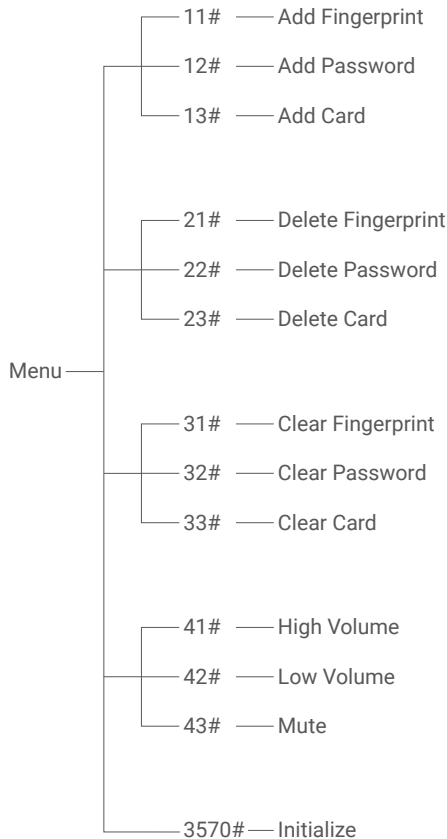 11# Add Fingerprint
12# Add Password
13# Add Card
21# Delete Fingerprint
22# Delete Password
23# Delete Card
Menu
31# Clear Fingerprint
32# Clear Password
33# Clear Card
41# High Volume
42# Low Volume
43# Mute
3570# Initialize